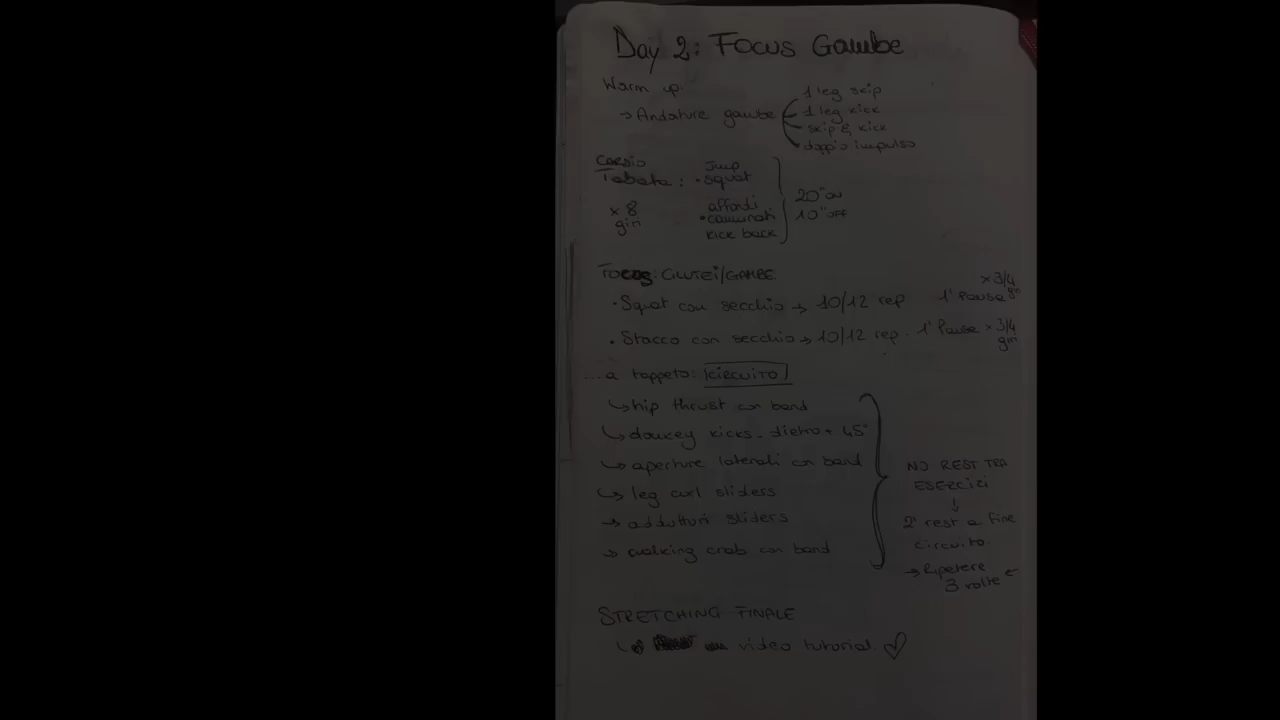 Day 2: Focus Gambe
Warm up
→ Andature gambe
1 leg skip
1 leg kick
skip & kick
doppio impulso
Cardio
Tabata: • Jump squat
x 8 giri
• affondi camminati kick back
20" ON
10" OFF
Focus: GLUTEI/GAMBE
• Squat con secchio → 10/12 rep 1' Pausa x 3/4 giri
• Stacco con secchio → 10/12 rep - 1' Pausa x 3/4 giri
... a tappeto: CIRCUITO
↳ hip thrust con band
↳ donkey kicks - dietro + 45°
↳ aperture laterali con band
↳ leg curl sliders
→ adduttori sliders
→ walking crab con band
NO REST TRA
ESERCIZI
↓
2' rest a fine
circuito
→ Ripetere
3 volte ←
STRETCHING FINALE
↳ video tutorial ♡